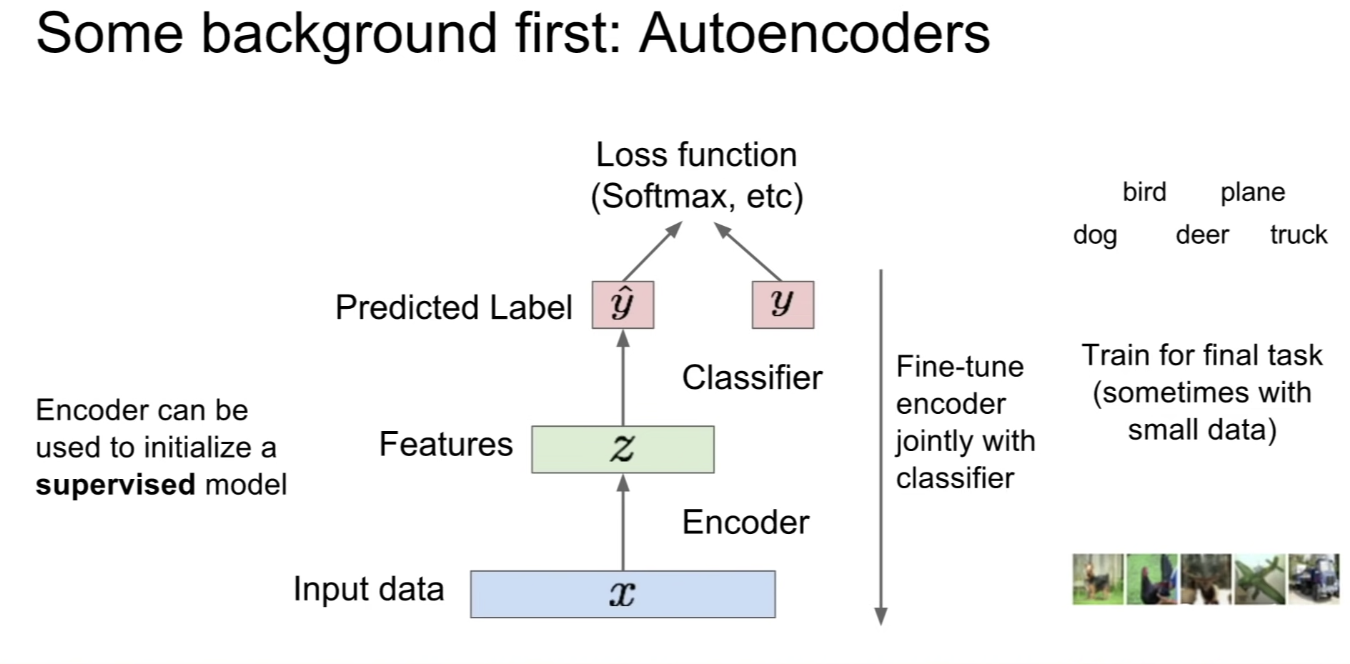 Some background first: Autoencoders
Loss function
(Softmax, etc)
bird plane
dog deer truck
Predicted Label
ŷ
y
Classifier
Fine-tune
encoder
jointly with
classifier
Train for final task
(sometimes with
small data)
Encoder can be
used to initialize a
supervised model
Features
z
Encoder
Input data
x